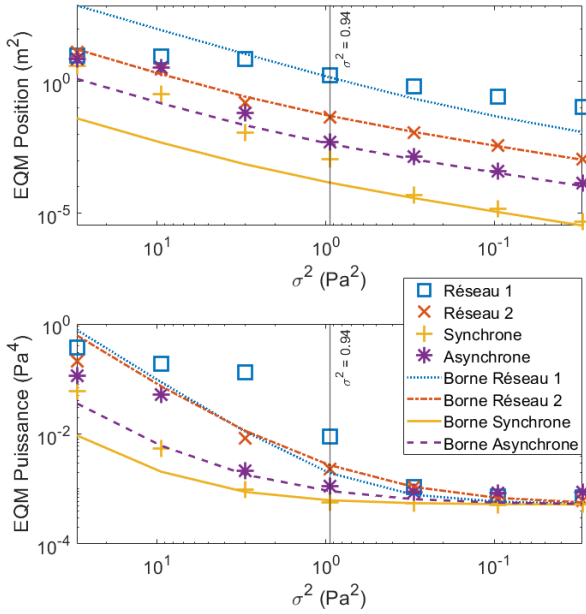 EQM Position (m²)
10⁰
10⁻⁵
σ² = 0.94
10¹
10⁰
10⁻¹
σ² (Pa²)
EQM Puissance (Pa⁴)
10⁰
10⁻²
10⁻⁴
σ² = 0.94
Réseau 1
Réseau 2
Synchrone
Asynchrone
Borne Réseau 1
Borne Réseau 2
Borne Synchrone
Borne Asynchrone
10¹
10⁰
10⁻¹
σ² (Pa²)